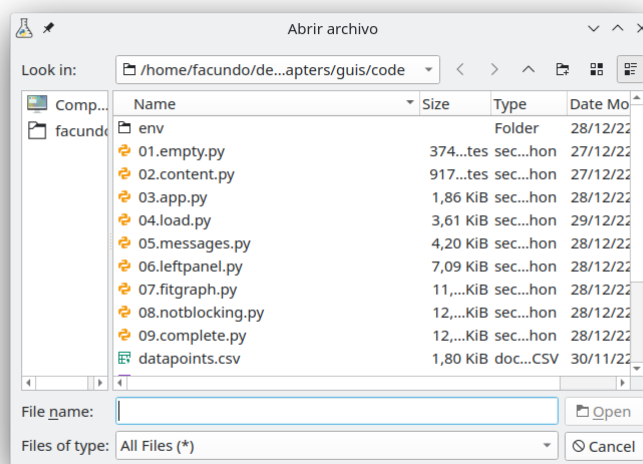 Abrir archivo
Look in: /home/facundo/de...apters/guis/code
Comp... Name Size Type Date Mo
facundo env Folder 28/12/22
01.empty.py 374...tes sec...hon 27/12/22
02.content.py 917...tes sec...hon 27/12/22
03.app.py 1,86 KiB sec...hon 28/12/22
04.load.py 3,61 KiB sec...hon 29/12/22
05.messages.py 4,20 KiB sec...hon 28/12/22
06.leftpanel.py 7,09 KiB sec...hon 28/12/22
07.fitgraph.py 11,...KiB sec...hon 28/12/22
08.notblocking.py 12,...KiB sec...hon 28/12/22
09.complete.py 12,...KiB sec...hon 28/12/22
datapoints.csv 1,80 KiB doc...CSV 30/11/22
File name: Open
Files of type: All Files (*) Cancel